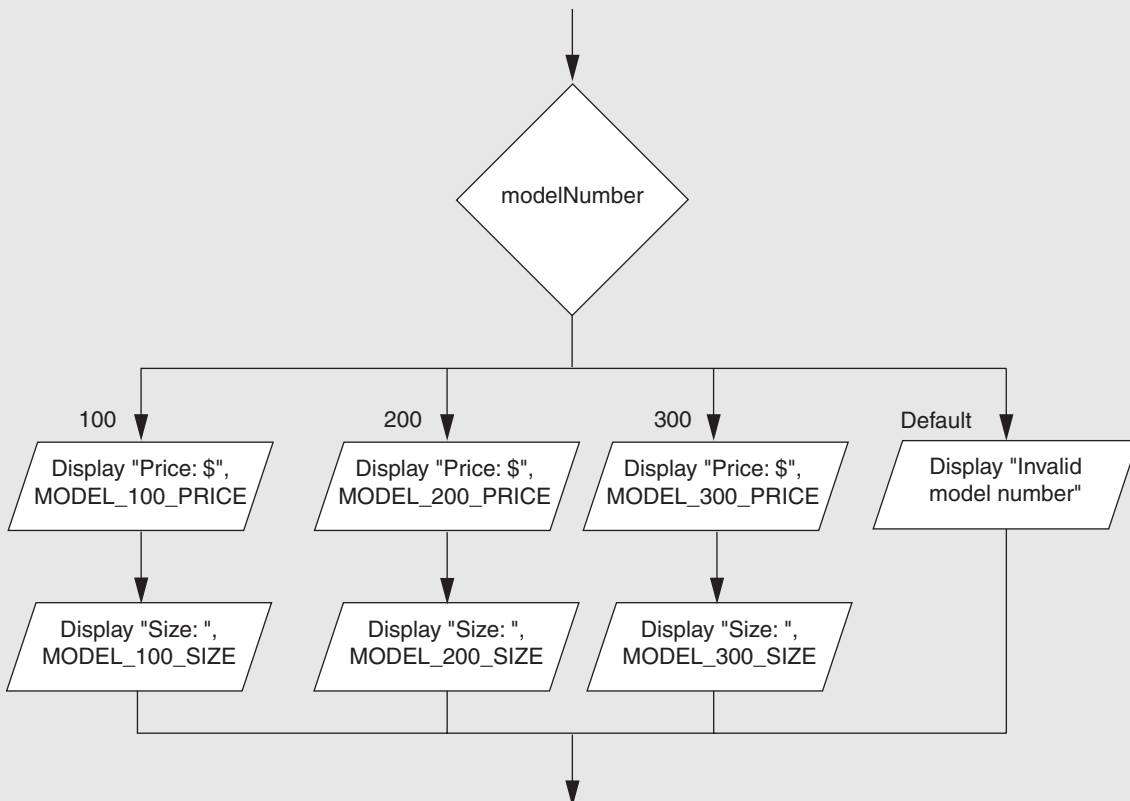 modelNumber
100
200
300
Default
Display "Price: $",
MODEL_100_PRICE
Display "Price: $",
MODEL_200_PRICE
Display "Price: $",
MODEL_300_PRICE
Display "Invalid
model number"
Display "Size: ",
MODEL_100_SIZE
Display "Size: ",
MODEL_200_SIZE
Display "Size: ",
MODEL_300_SIZE